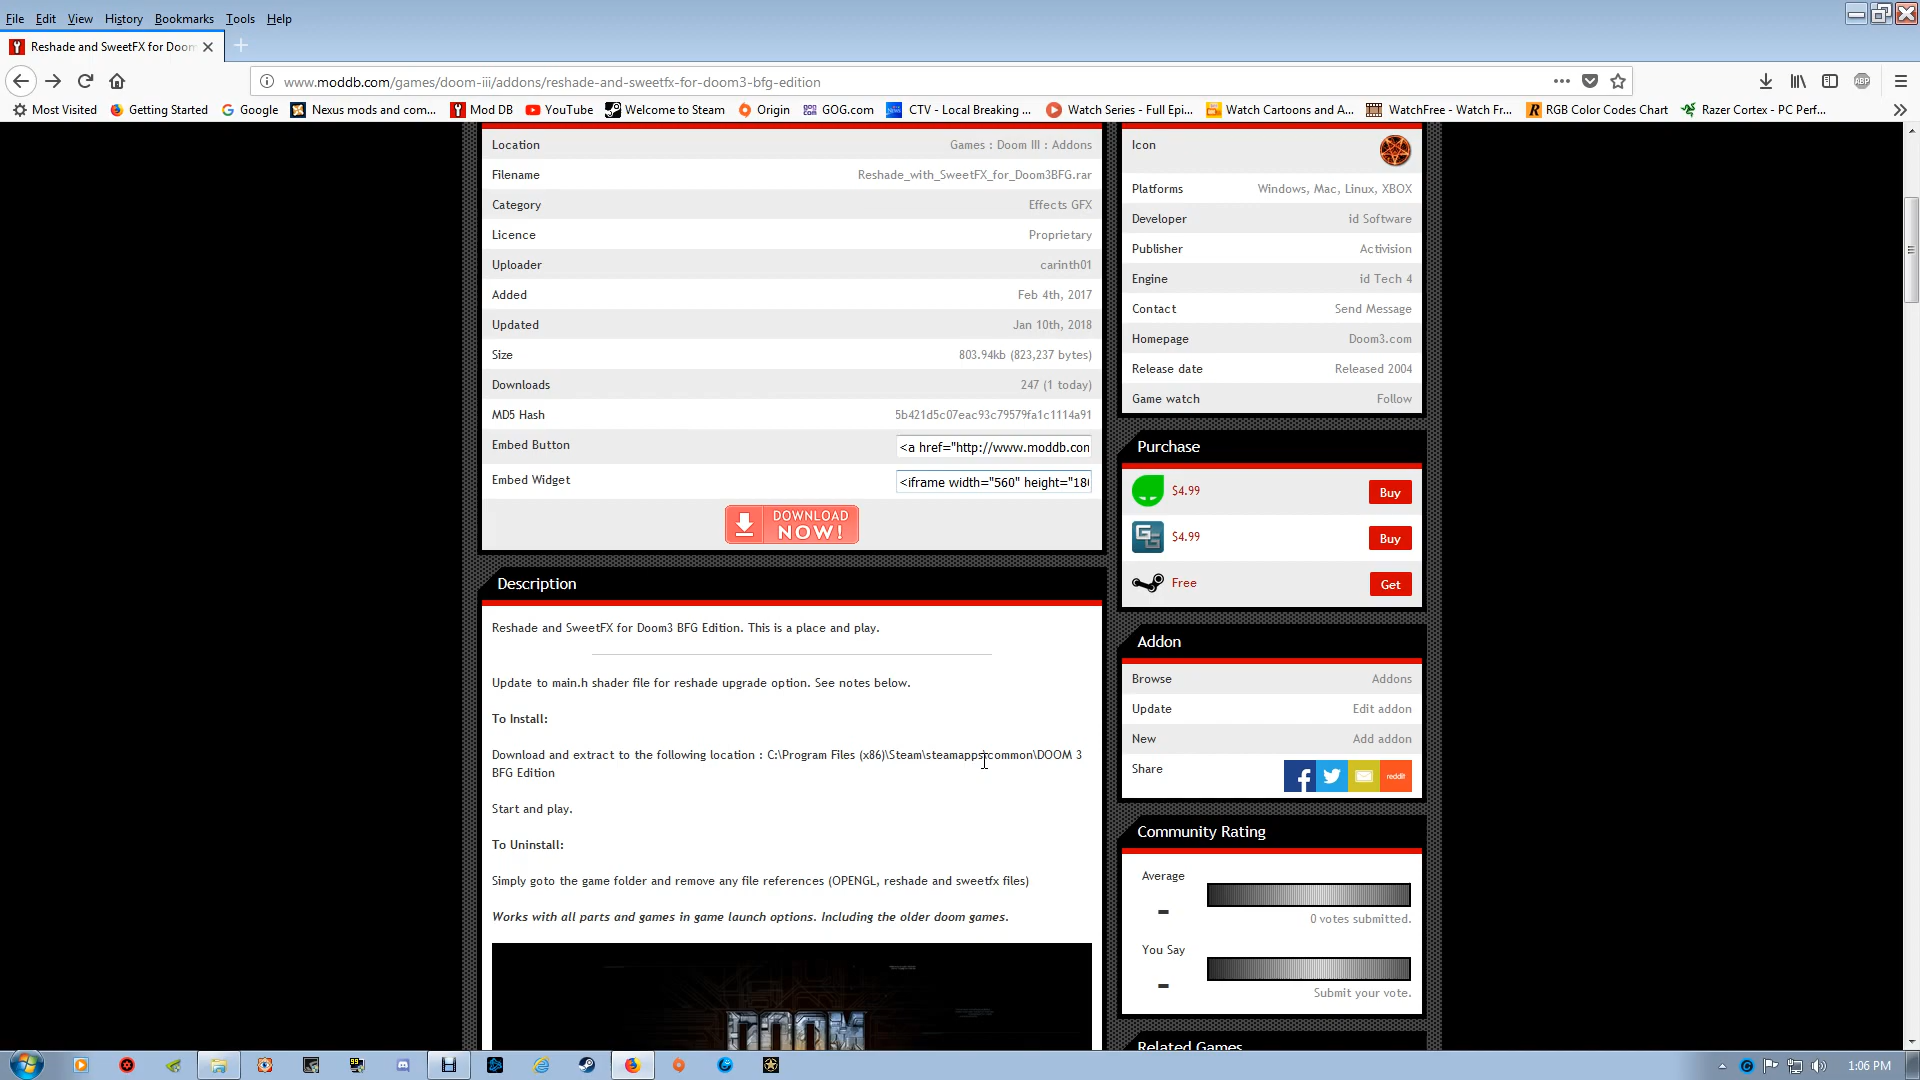 File Edit View History Bookmarks Tools Help
Reshade and SweetFX for Doom
www.moddb.com/games/doom-iii/addons/reshade-and-sweetfx-for-doom3-bfg-edition
Most Visited Getting Started Google Nexus mods and com... Mod DB YouTube Welcome to Steam Origin GOG.com CTV - Local Breaking ... Watch Series - Full Epi... Watch Cartoons and A... WatchFree - Watch Fr... RGB Color Codes Chart Razer Cortex - PC Perf...
Location Games : Doom III : Addons
Filename Reshade_with_SweetFX_for_Doom3BFG.rar
Category Effects GFX
Licence Proprietary
Uploader carinth01
Added Feb 4th, 2017
Updated Jan 10th, 2018
Size 803.94kb (823,237 bytes)
Downloads 247 (1 today)
MD5 Hash 5b421d5c07eac93c79579fa1c1114a91
Embed Button <a href="http://www.moddb.con
Embed Widget <iframe width="560" height="180
DOWNLOAD
NOW!
Description
Reshade and SweetFX for Doom3 BFG Edition. This is a place and play.
Update to main.h shader file for reshade upgrade option. See notes below.
To Install:
Download and extract to the following location : C:\Program Files (x86)\Steam\steamapps\common\DOOM 3
BFG Edition
Start and play.
To Uninstall:
Simply goto the game folder and remove any file references (OPENGL, reshade and sweetfx files)
Works with all parts and games in game launch options. Including the older doom games.
DOOM
Icon
Platforms Windows, Mac, Linux, XBOX
Developer id Software
Publisher Activision
Engine id Tech 4
Contact Send Message
Homepage Doom3.com
Release date Released 2004
Game watch Follow
Purchase
$4.99 Buy
$4.99 Buy
Free Get
Addon
Browse Addons
Update Edit addon
New Add addon
Share reddit
Community Rating
Average
-
0 votes submitted.
You Say
-
Submit your vote.
Related Games
1:06 PM